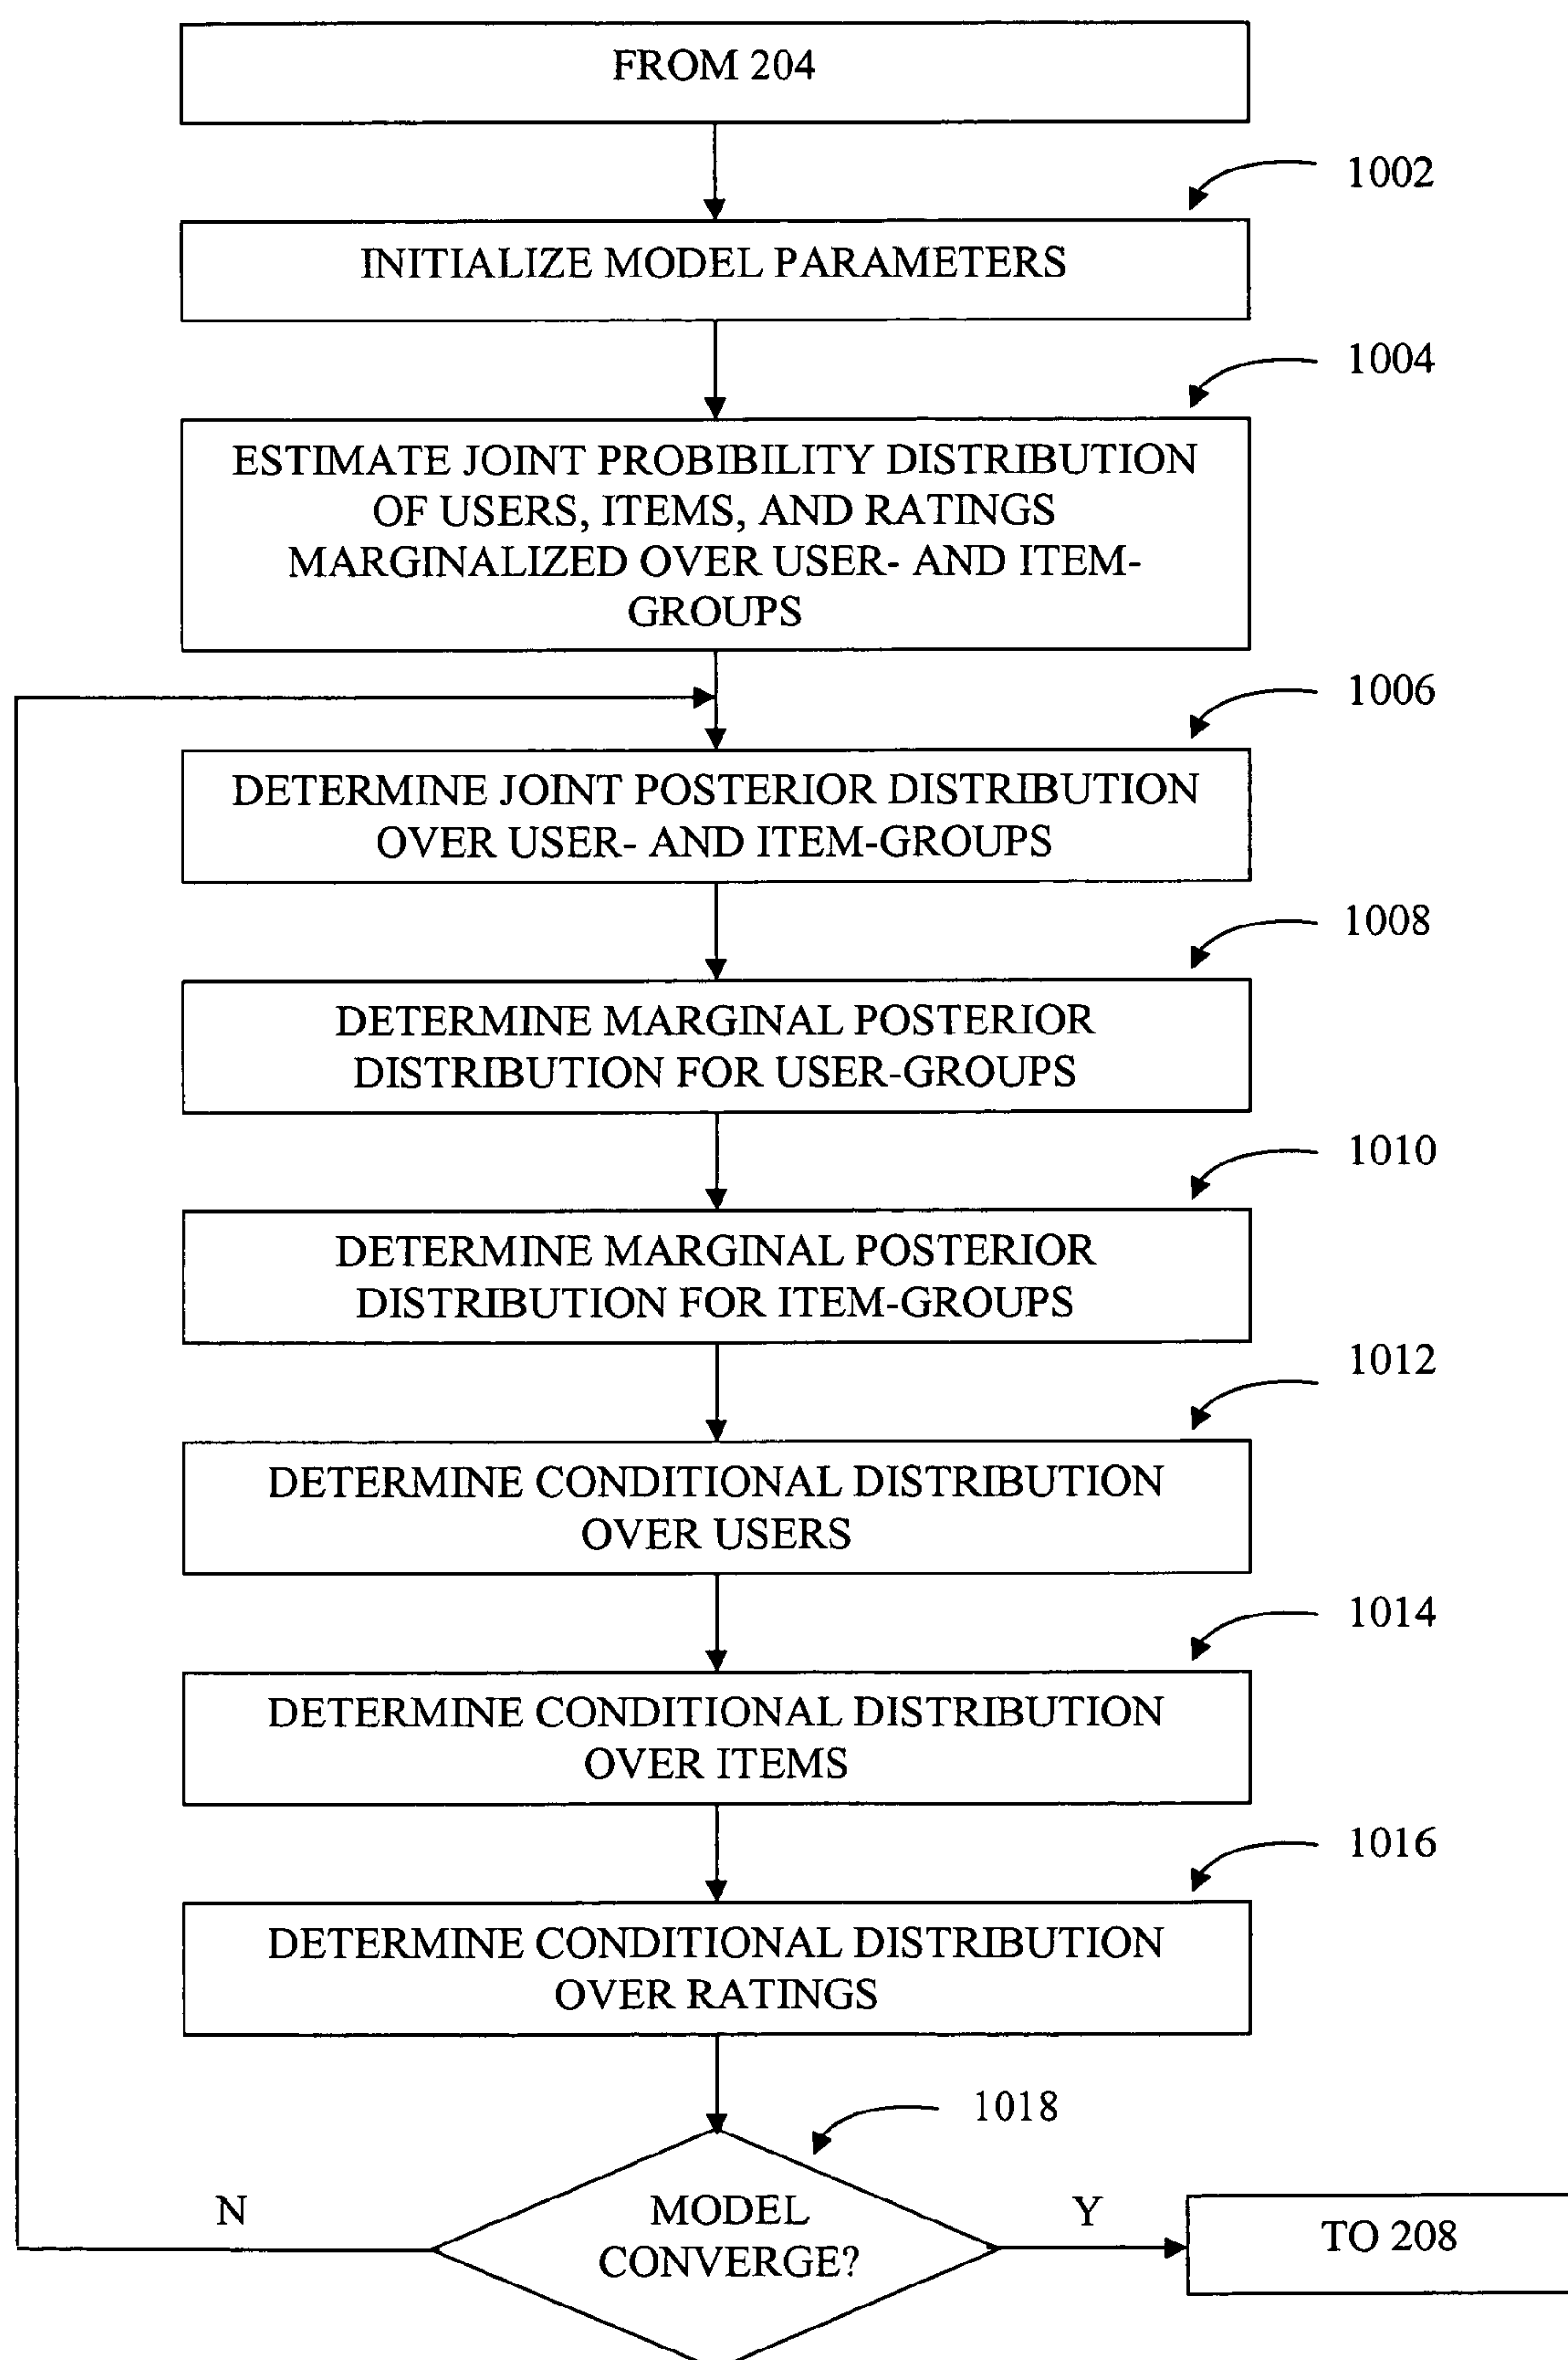 FROM 204
1002
INITIALIZE MODEL PARAMETERS
1004
ESTIMATE JOINT PROBIBILITY DISTRIBUTION
OF USERS, ITEMS, AND RATINGS
MARGINALIZED OVER USER- AND ITEM-
GROUPS
1006
DETERMINE JOINT POSTERIOR DISTRIBUTION
OVER USER- AND ITEM-GROUPS
1008
DETERMINE MARGINAL POSTERIOR
DISTRIBUTION FOR USER-GROUPS
1010
DETERMINE MARGINAL POSTERIOR
DISTRIBUTION FOR ITEM-GROUPS
1012
DETERMINE CONDITIONAL DISTRIBUTION
OVER USERS
1014
DETERMINE CONDITIONAL DISTRIBUTION
OVER ITEMS
1016
DETERMINE CONDITIONAL DISTRIBUTION
OVER RATINGS
1018
N
MODEL
CONVERGE?
Y
TO 208